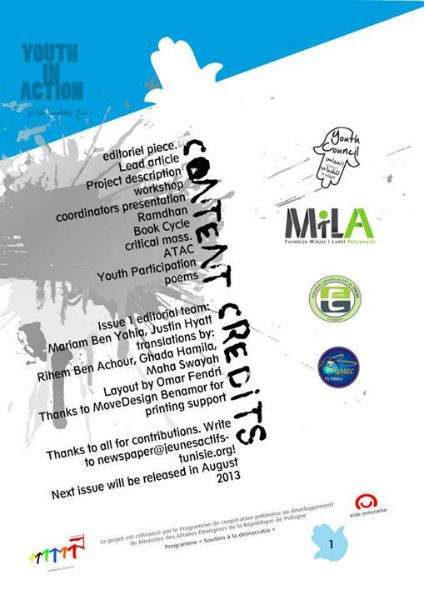 YOUTH
IN
ACTION
CONTENT CREDITS
editoriel piece.
Lead article
Project description
workshop
coordinators presentation
Ramdhan
Book Cycle
critical mass.
ATAC
Youth Participation
poems
Issue 1 editorial team:
Mariam Ben Yahia, Justin Hyatt
translations by:
Rihem Ben Achour, Ghada Hamila,
Maha Swayah
Layout by Omar Fendri
Thanks to MoveDesign Benamor for
printing support
Thanks to all for contributions. Write
to newspaper@jeunesactifs-
tunisie.org!
Next issue will be released in August
2013
Youth
Council
MiLA
Fundacja Miejsc i Ludzi Aktywnych
TUNISIA
Le projet est cofinancé par le Programme de coopération polonaise au développement
du Ministère des Affaires Etrangères de la République de Pologne
Programme « Soutien à la démocratie »
aide polonaise
1